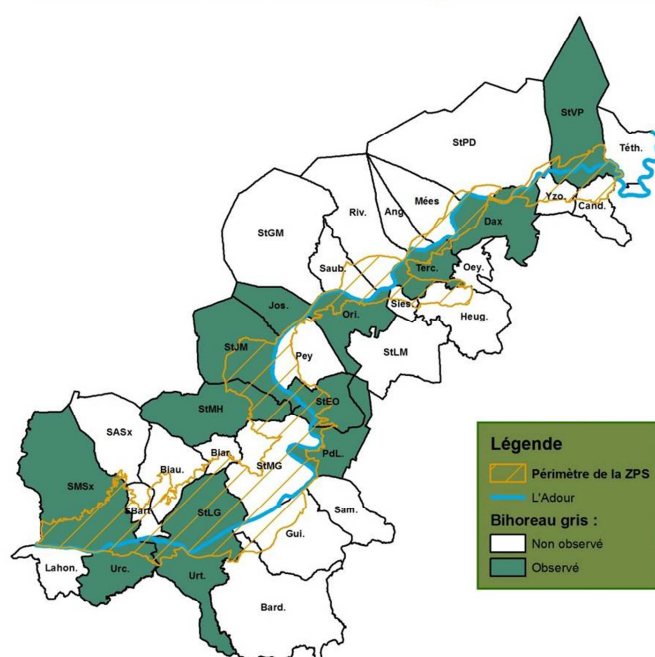 StVP
StPD
Téth.
Mées
Yzo.
Cand.
Riv.
Ang
Dax
StGM
Saub.
Terc.
Oey.
Jos.
Ori.
Sies
Heug.
StJM
Pey
StLM
StMH
StEO
SASx
Biar
Biau.
StMG
PdL.
SMSx
SBart
StLG
Sam.
Gui.
Lahon.
Urc.
Urt.
Bard.
Légende
Périmètre de la ZPS
L'Adour
Bihoreau gris :
Non observé
Observé